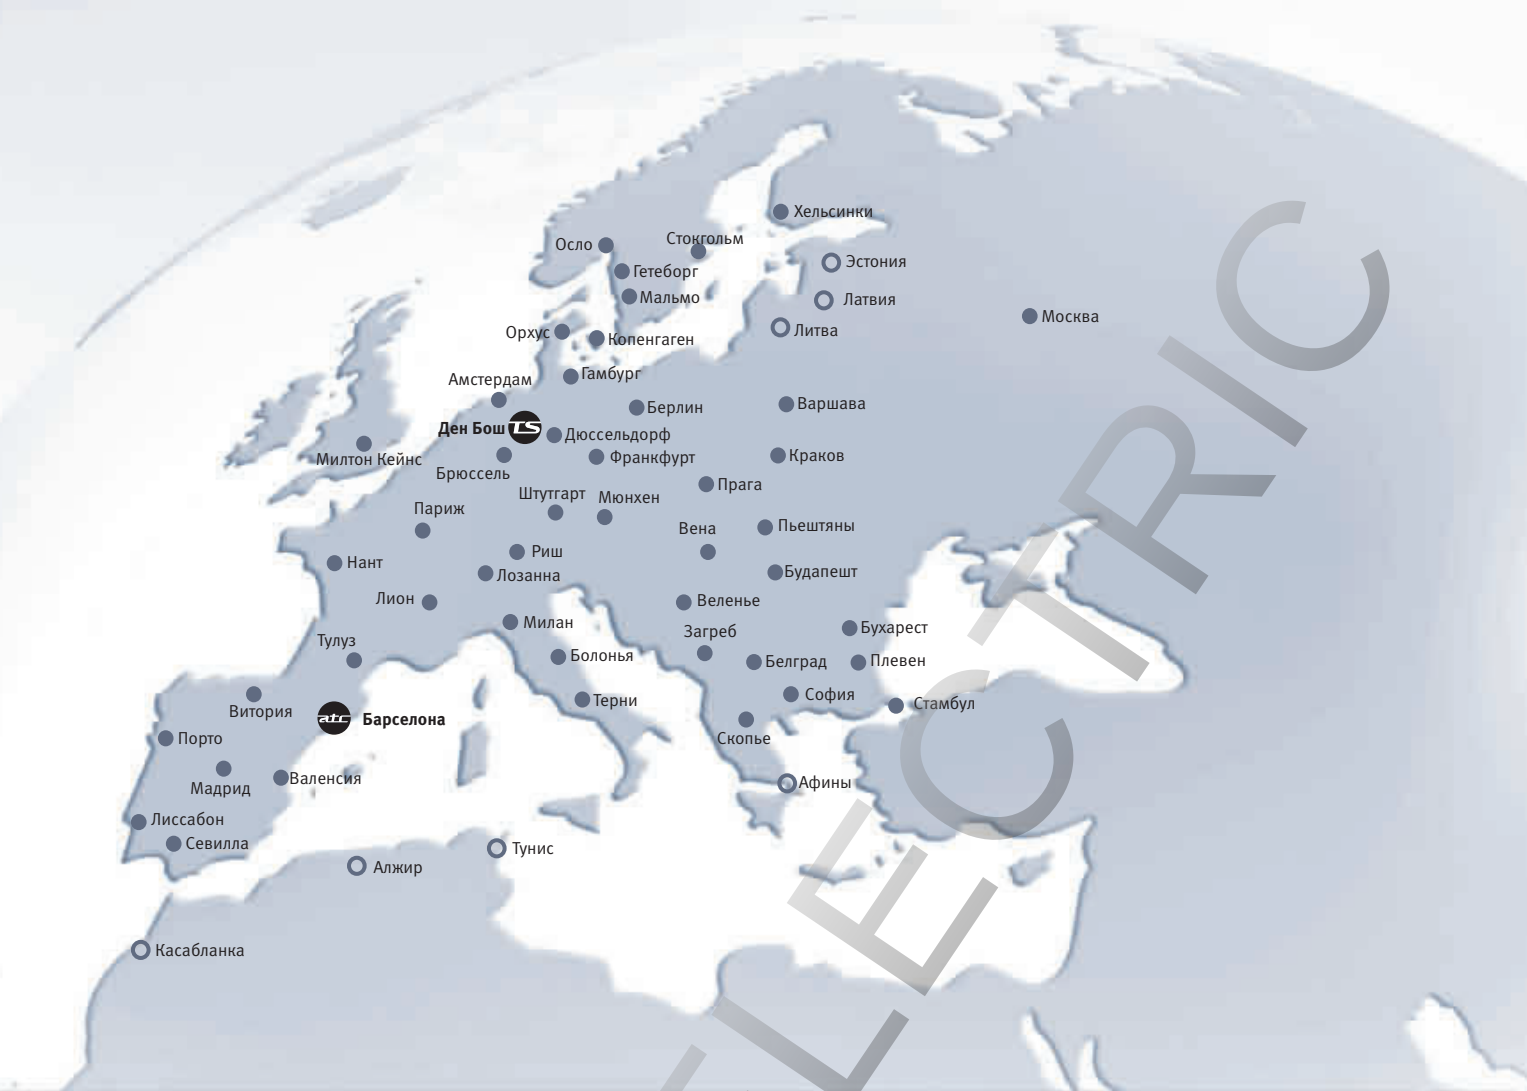 Хельсинки
Осло
Стокгольм
Гетеборг
Эстония
Мальмо
Латвия
Москва
Орхус
Копенгаген
Литва
Гамбург
Амстердам
Берлин
Варшава
Ден Бош TS
Дюссельдорф
Милтон Кейнс
Брюссель
Франкфурт
Краков
Прага
Штутгарт
Мюнхен
Париж
Вена
Пьештяны
Нант
Риш
Лозанна
Будапешт
Лион
Веленье
Милан
Загреб
Бухарест
Тулуз
Болонья
Белград
Плевен
Витория
Терни
София
Стамбул
atc Барселона
Порто
Скопье
Мадрид
Валенсия
Афины
Лиссабон
Севилла
Тунис
Алжир
Касабланка
LECTRIC